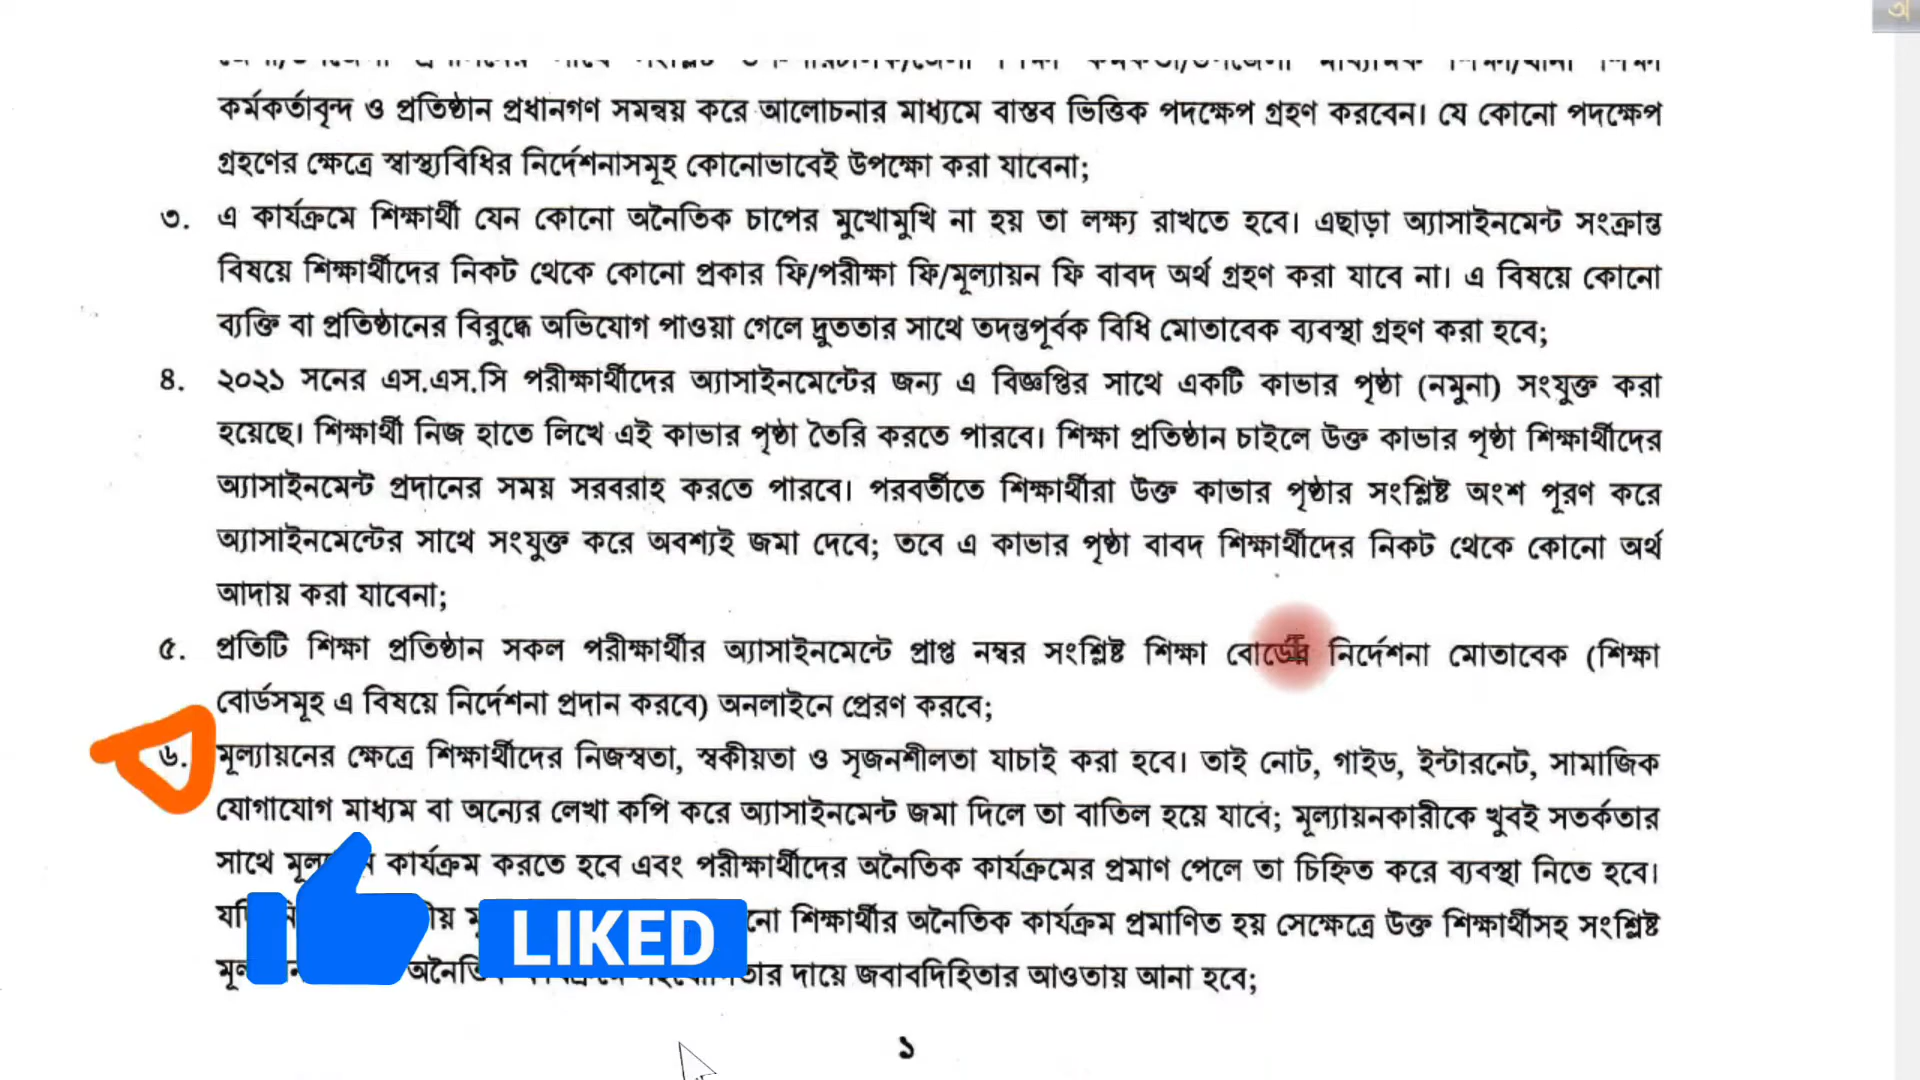 কর্মকর্তাবৃন্দ ও প্রতিষ্ঠান প্রধানগণ সমন্বয় করে আলোচনার মাধ্যমে বাস্তব ভিত্তিক পদক্ষেপ গ্রহণ করবেন। যে কোনো পদক্ষেপ
গ্রহণের ক্ষেত্রে স্বাস্থ্যবিধির নির্দেশনাসমূহ কোনোভাবেই উপক্ষো করা যাবেনা;
৩. এ কার্যক্রমে শিক্ষার্থী যেন কোনো অনৈতিক চাপের মুখোমুখি না হয় তা লক্ষ্য রাখতে হবে। এছাড়া অ্যাসাইনমেন্ট সংক্রান্ত
বিষয়ে শিক্ষার্থীদের নিকট থেকে কোনো প্রকার ফি/পরীক্ষা ফি/মূল্যায়ন ফি বাবদ অর্থ গ্রহণ করা যাবে না। এ বিষয়ে কোনো
ব্যক্তি বা প্রতিষ্ঠানের বিরুদ্ধে অভিযোগ পাওয়া গেলে দ্রুততার সাথে তদন্তপূর্বক বিধি মোতাবেক ব্যবস্থা গ্রহণ করা হবে;
৪. ২০২১ সনের এস.এস.সি পরীক্ষার্থীদের অ্যাসাইনমেন্টের জন্য এ বিজ্ঞপ্তির সাথে একটি কাভার পৃষ্ঠা (নমুনা) সংযুক্ত করা
হয়েছে। শিক্ষার্থী নিজ হাতে লিখে এই কাভার পৃষ্ঠা তৈরি করতে পারবে। শিক্ষা প্রতিষ্ঠান চাইলে উক্ত কাভার পৃষ্ঠা শিক্ষার্থীদের
অ্যাসাইনমেন্ট প্রদানের সময় সরবরাহ করতে পারবে। পরবর্তীতে শিক্ষার্থীরা উক্ত কাভার পৃষ্ঠার সংশ্লিষ্ট অংশ পূরণ করে
অ্যাসাইনমেন্টের সাথে সংযুক্ত করে অবশ্যই জমা দেবে; তবে এ কাভার পৃষ্ঠা বাবদ শিক্ষার্থীদের নিকট থেকে কোনো অর্থ
আদায় করা যাবেনা;
৫. প্রতিটি শিক্ষা প্রতিষ্ঠান সকল পরীক্ষার্থীর অ্যাসাইনমেন্টে প্রাপ্ত নম্বর সংশ্লিষ্ট শিক্ষা বোর্ডের নির্দেশনা মোতাবেক (শিক্ষা
বোর্ডসমূহ এ বিষয়ে নির্দেশনা প্রদান করবে) অনলাইনে প্রেরণ করবে;
৬. মূল্যায়নের ক্ষেত্রে শিক্ষার্থীদের নিজস্বতা, স্বকীয়তা ও সৃজনশীলতা যাচাই করা হবে। তাই নোট, গাইড, ইন্টারনেট, সামাজিক
যোগাযোগ মাধ্যম বা অন্যের লেখা কপি করে অ্যাসাইনমেন্ট জমা দিলে তা বাতিল হয়ে যাবে; মূল্যায়নকারীকে খুবই সতর্কতার
সাথে কার্যক্রম করতে হবে এবং পরীক্ষার্থীদের অনৈতিক কার্যক্রমের প্রমাণ পেলে তা চিহ্নিত করে ব্যবস্থা নিতে হবে।
শিক্ষার্থীর অনৈতিক কার্যক্রম প্রমাণিত হয় সেক্ষেত্রে উক্ত শিক্ষার্থীসহ সংশ্লিষ্ট
LIKED
দায়ে জবাবদিহিতার আওতায় আনা হবে;
১